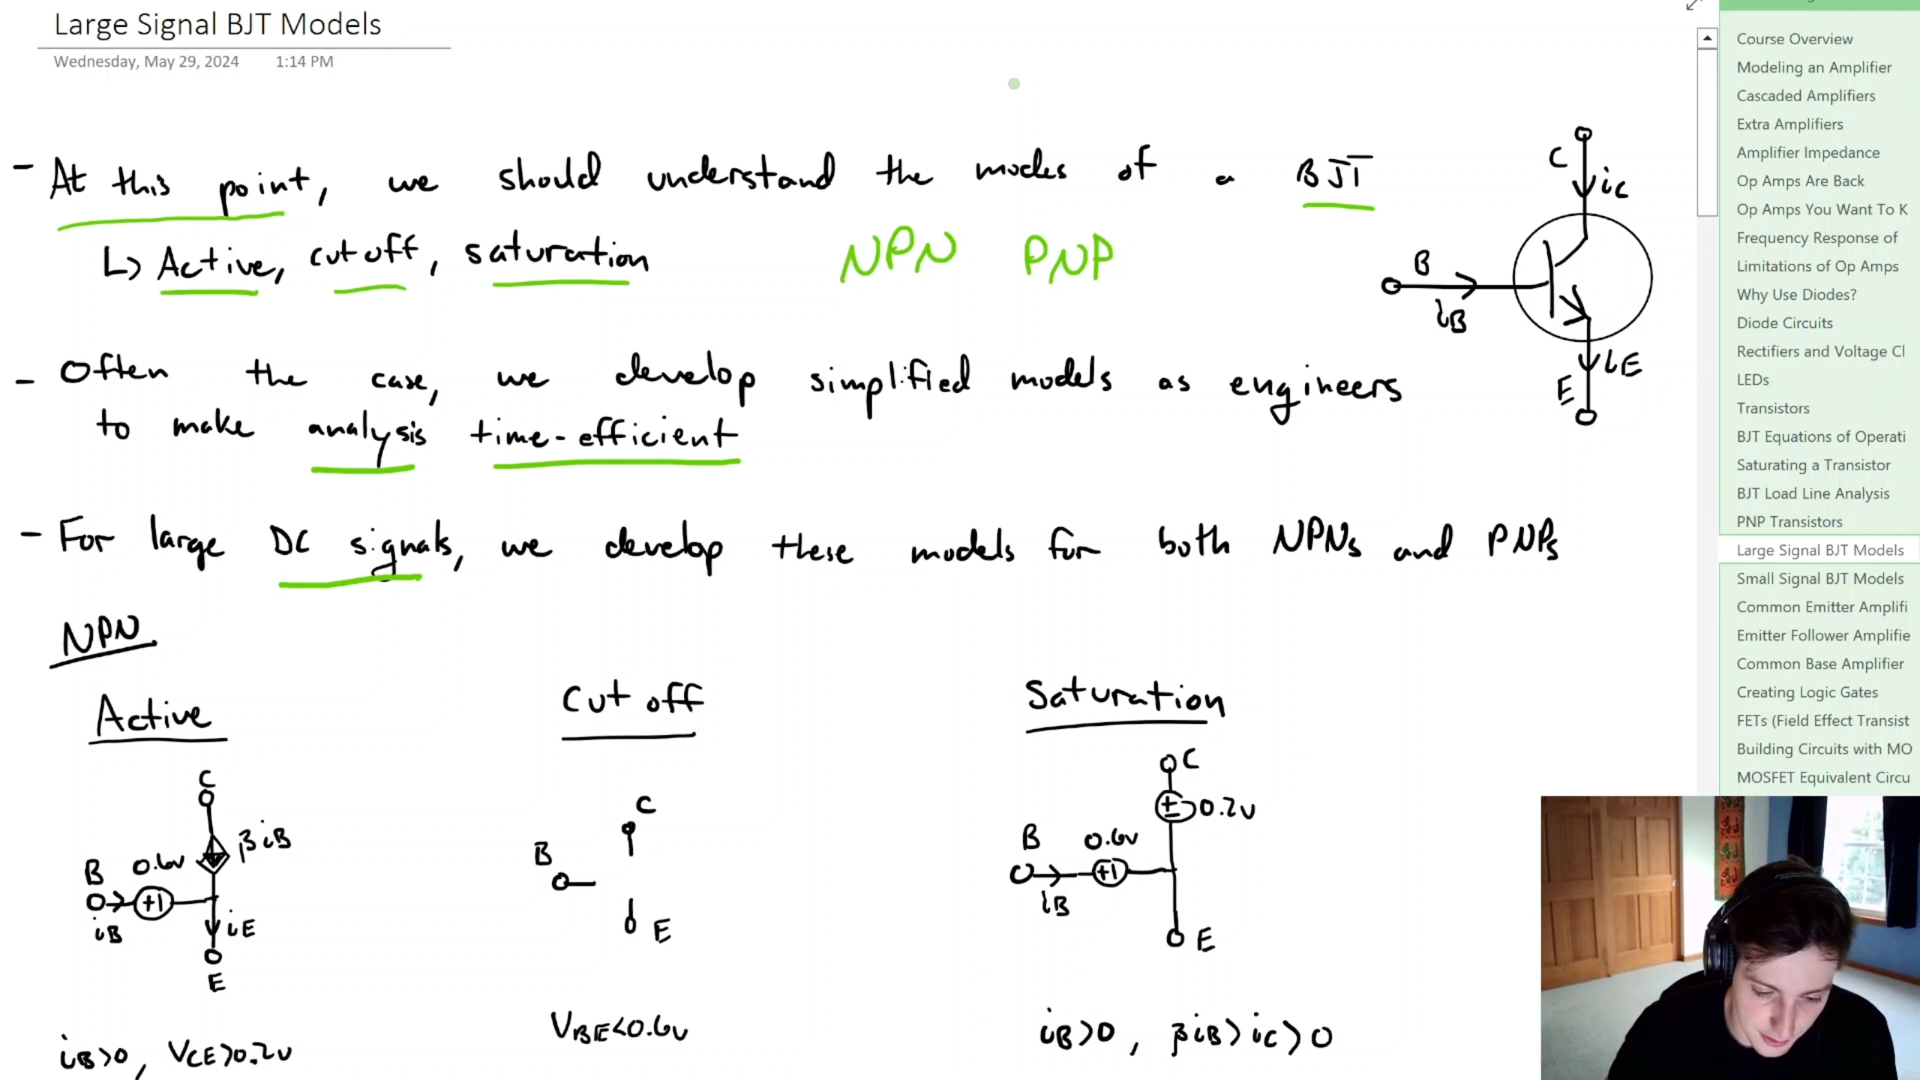 Large Signal BJT Models
Wednesday, May 29, 2024 1:14 PM
- At this point, we should understand the modes of a BJT
↳ Active, cutoff, saturation
NPN PNP
C
ic
B
iB
iE
E
- Often the case, we develop simplified models as engineers
to make analysis time-efficient
- For large DC signals, we develop these models for both NPNs and PNPs
NPN
Active
C
βiB
B
0.6v
+|
iB
iE
E
iB>0, VCE>0.2v
Cut off
C
B
E
VBE<0.6v
Saturation
C
±
0.2v
B
0.6v
+|
iB
E
iB>0, βiB>ic>0
Course Overview
Modeling an Amplifier
Cascaded Amplifiers
Extra Amplifiers
Amplifier Impedance
Op Amps Are Back
Op Amps You Want To K
Frequency Response of
Limitations of Op Amps
Why Use Diodes?
Diode Circuits
Rectifiers and Voltage Cl
LEDs
Transistors
BJT Equations of Operati
Saturating a Transistor
BJT Load Line Analysis
PNP Transistors
Large Signal BJT Models
Small Signal BJT Models
Common Emitter Amplifi
Emitter Follower Amplifie
Common Base Amplifier
Creating Logic Gates
FETs (Field Effect Transist
Building Circuits with MO
MOSFET Equivalent Circu